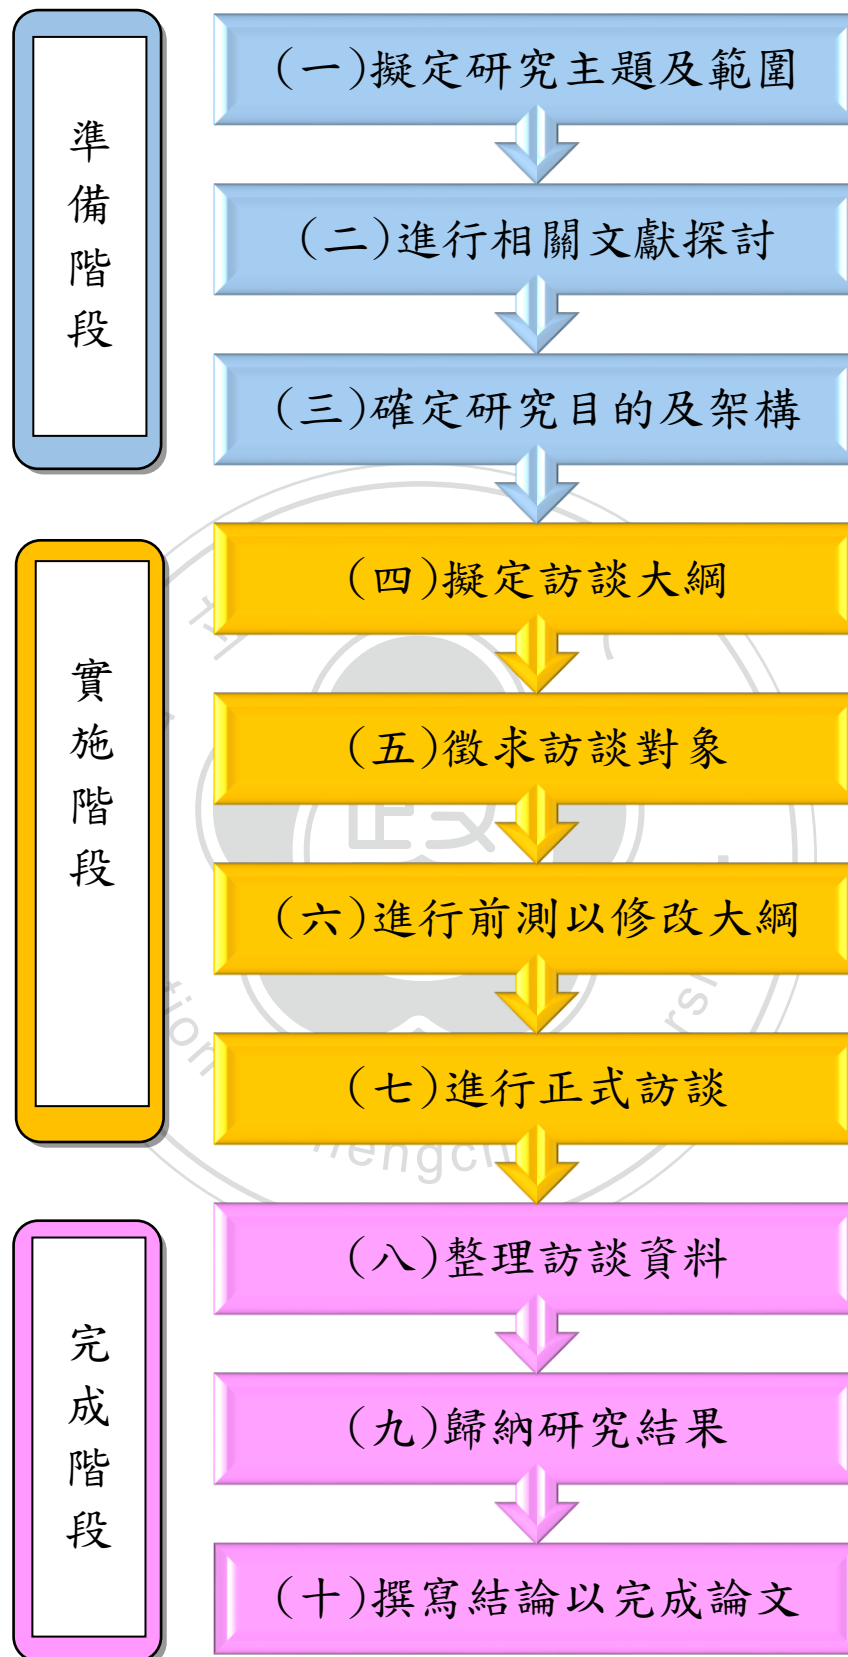 準備階段
(一)擬定研究主題及範圍
(二)進行相關文獻探討
(三)確定研究目的及架構
實施階段
(四)擬定訪談大綱
(五)徵求訪談對象
(六)進行前測以修改大綱
(七)進行正式訪談
完成階段
(八)整理訪談資料
(九)歸納研究結果
(十)撰寫結論以完成論文